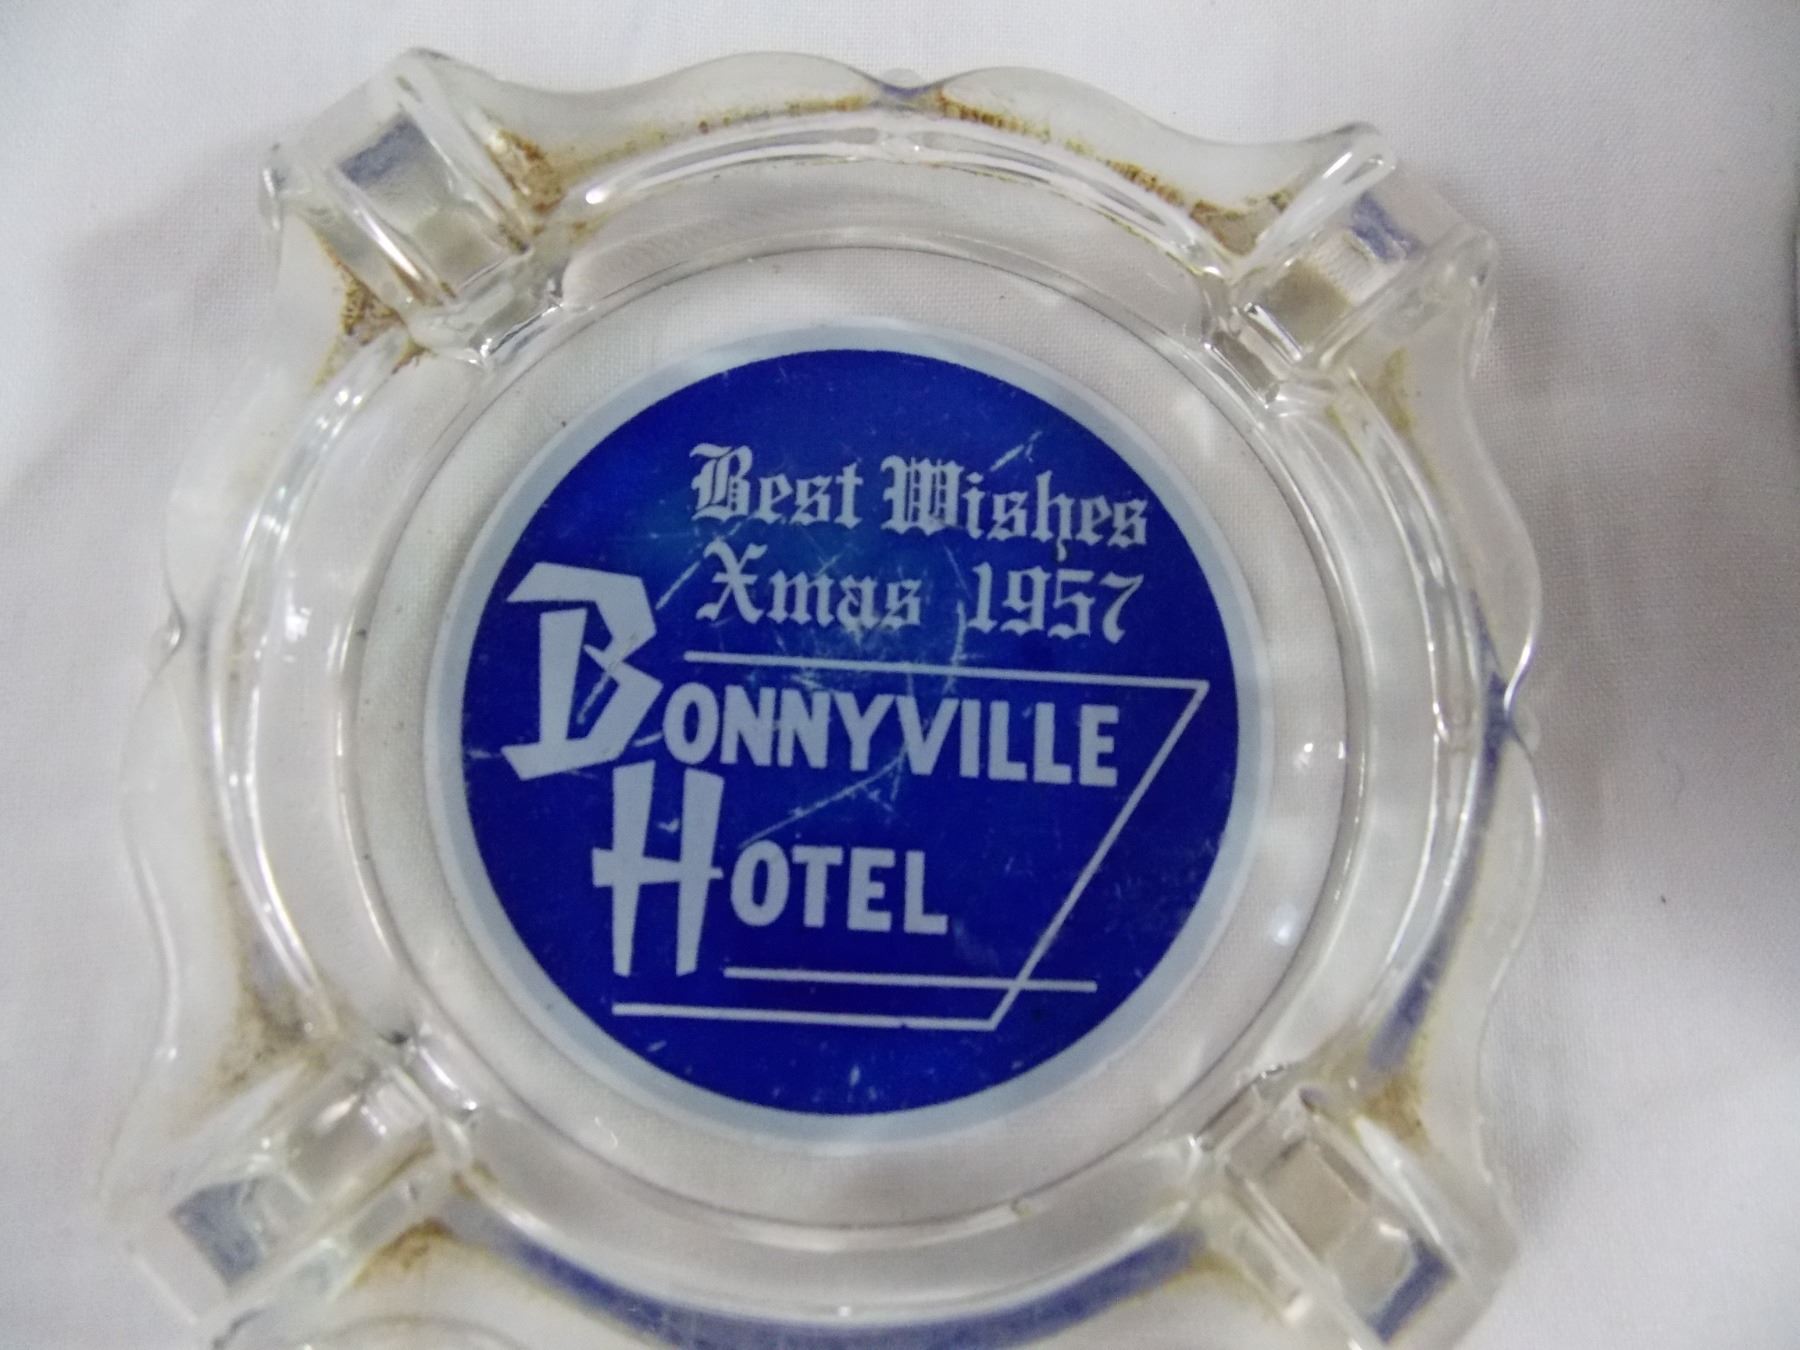 Best Wishes
Xmas 1957
BONNYVILLE
HOTEL